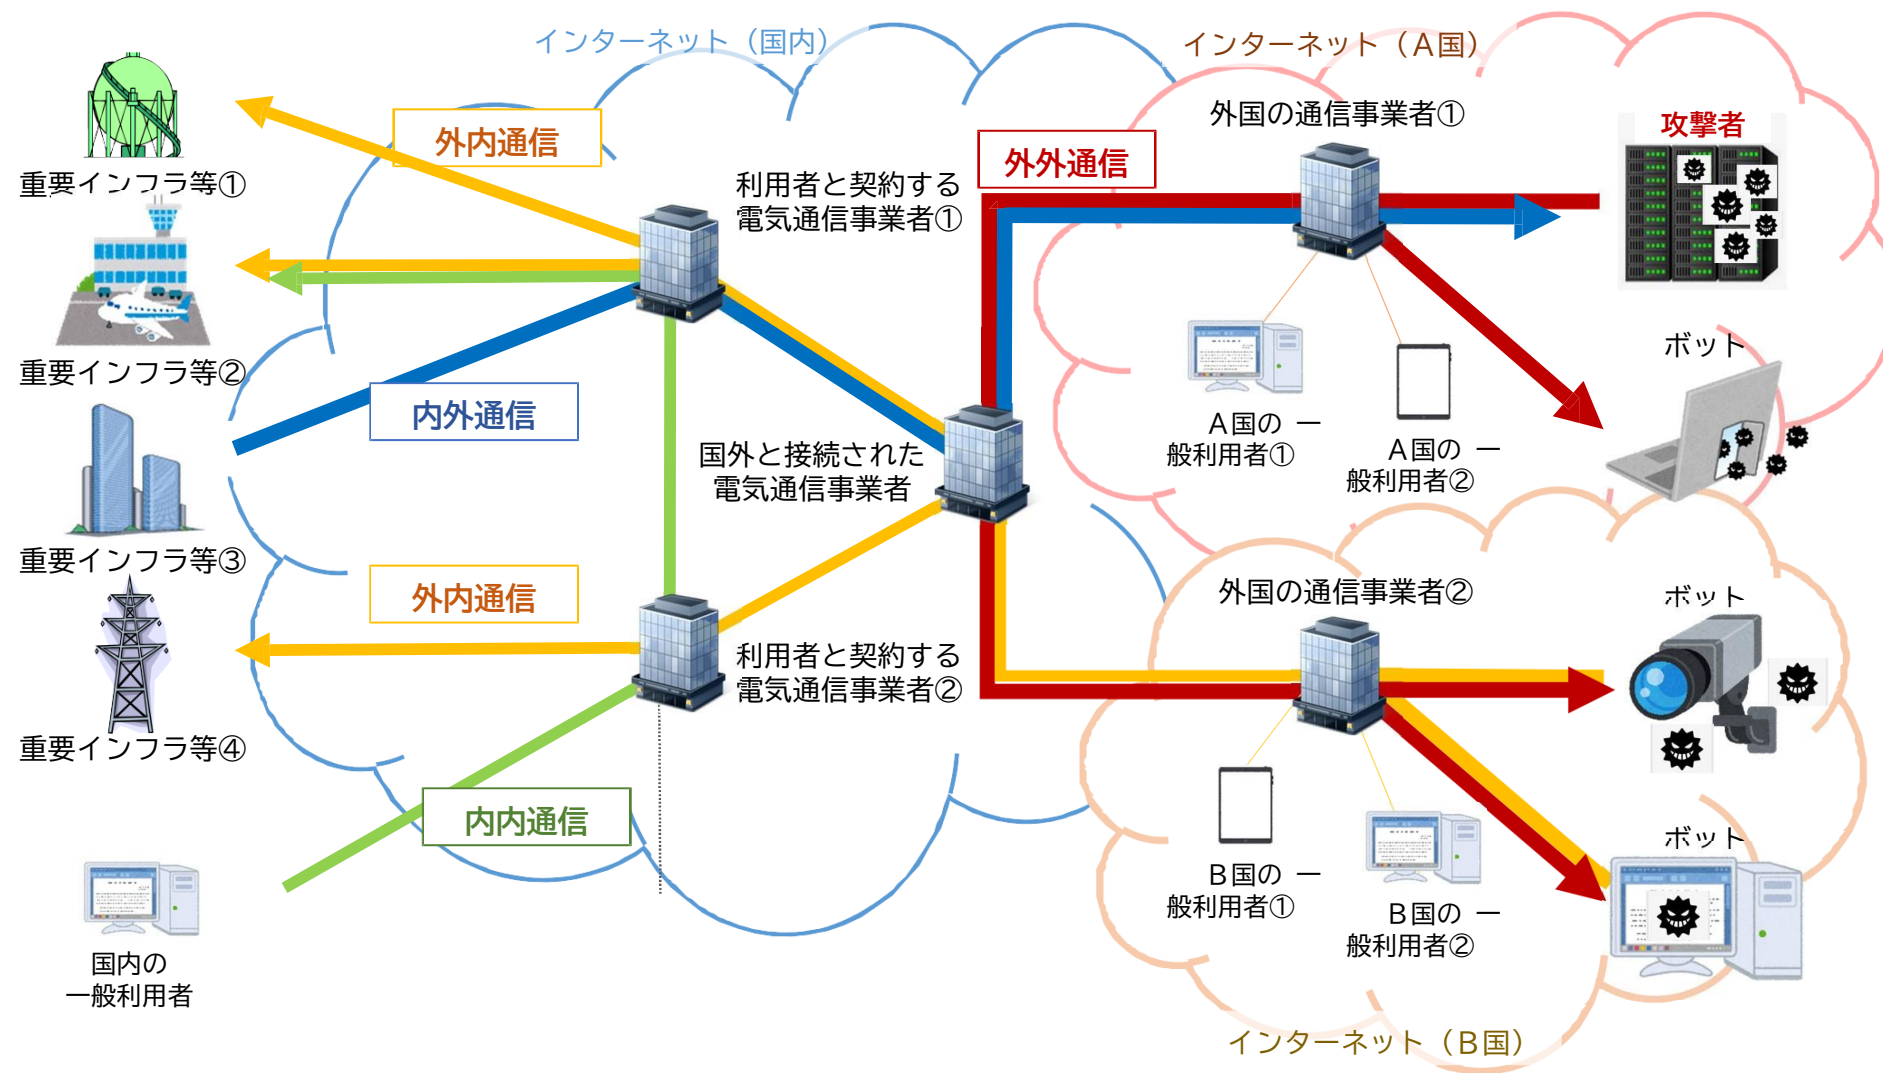 インターネット（国内）
インターネット（Ａ国）
外国の通信事業者①
攻撃者
外内通信
外外通信
重要インフラ等①
利用者と契約する
電気通信事業者①
重要インフラ等②
ボット
内外通信
Ａ国の 一
般利用者①
Ａ国の 一
般利用者②
国外と接続された
電気通信事業者
重要インフラ等③
外内通信
外国の通信事業者②
ボット
利用者と契約する
電気通信事業者②
重要インフラ等④
内内通信
ボット
Ｂ国の 一
般利用者①
Ｂ国の 一
般利用者②
国内の
一般利用者
インターネット（Ｂ国）